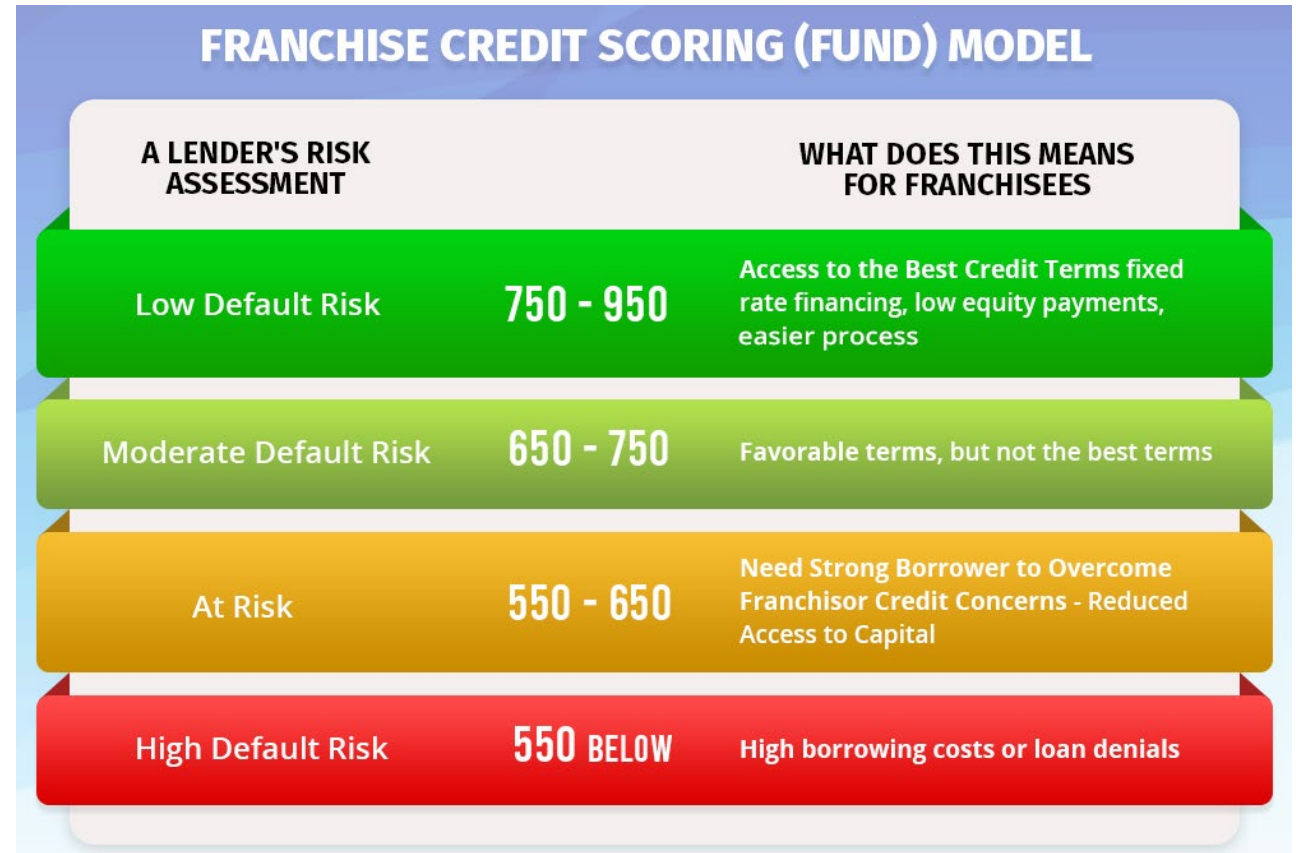 FRANCHISE CREDIT SCORING (FUND) MODEL
A LENDER'S RISK
ASSESSMENT
WHAT DOES THIS MEANS
FOR FRANCHISEES
Low Default Risk
750 - 950
Access to the Best Credit Terms fixed
rate financing, low equity payments,
easier process
Moderate Default Risk
650 - 750
Favorable terms, but not the best terms
At Risk
550 - 650
Need Strong Borrower to Overcome
Franchisor Credit Concerns - Reduced
Access to Capital
High Default Risk
550 BELOW
High borrowing costs or loan denials